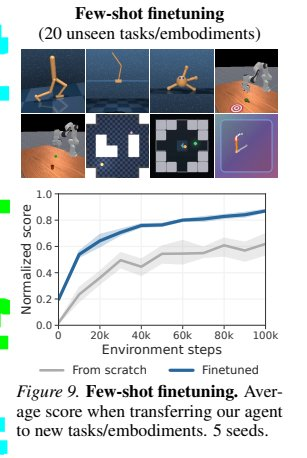 Few-shot finetuning
(20 unseen tasks/embodiments)
Normalized score
1.0
0.8
0.6
0.4
0.2
0.0
0 20k 40k 60k 80k 100k
Environment steps
From scratch Finetuned
Figure 9. Few-shot finetuning. Aver-
age score when transferring our agent
to new tasks/embodiments. 5 seeds.